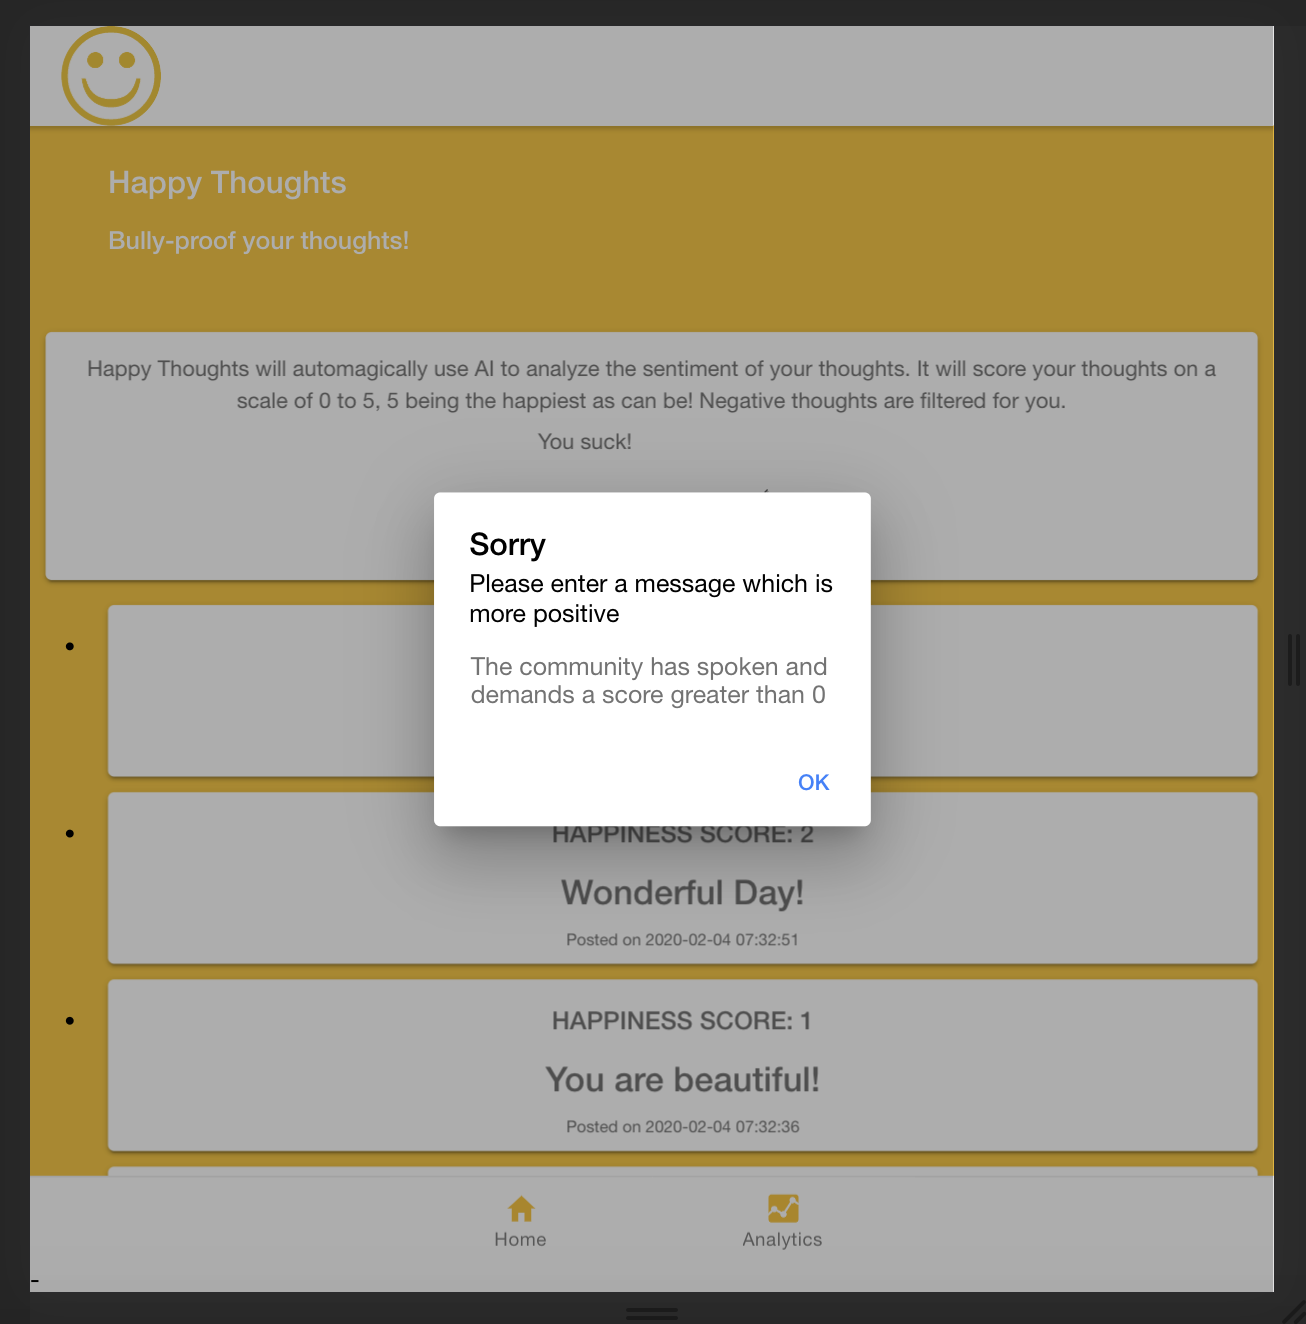 Happy Thoughts
Bully-proof your thoughts!
Happy Thoughts will automagically use AI to analyze the sentiment of your thoughts. It will score your thoughts on a
scale of 0 to 5, 5 being the happiest as can be! Negative thoughts are filtered for you.
You suck!
Sorry
Please enter a message which is
more positive
The community has spoken and
demands a score greater than 0
OK
HAPPINESS SCORE: 2
Wonderful Day!
Posted on 2020-02-04 07:32:51
HAPPINESS SCORE: 1
You are beautiful!
Posted on 2020-02-04 07:32:36
Home
Analytics
-